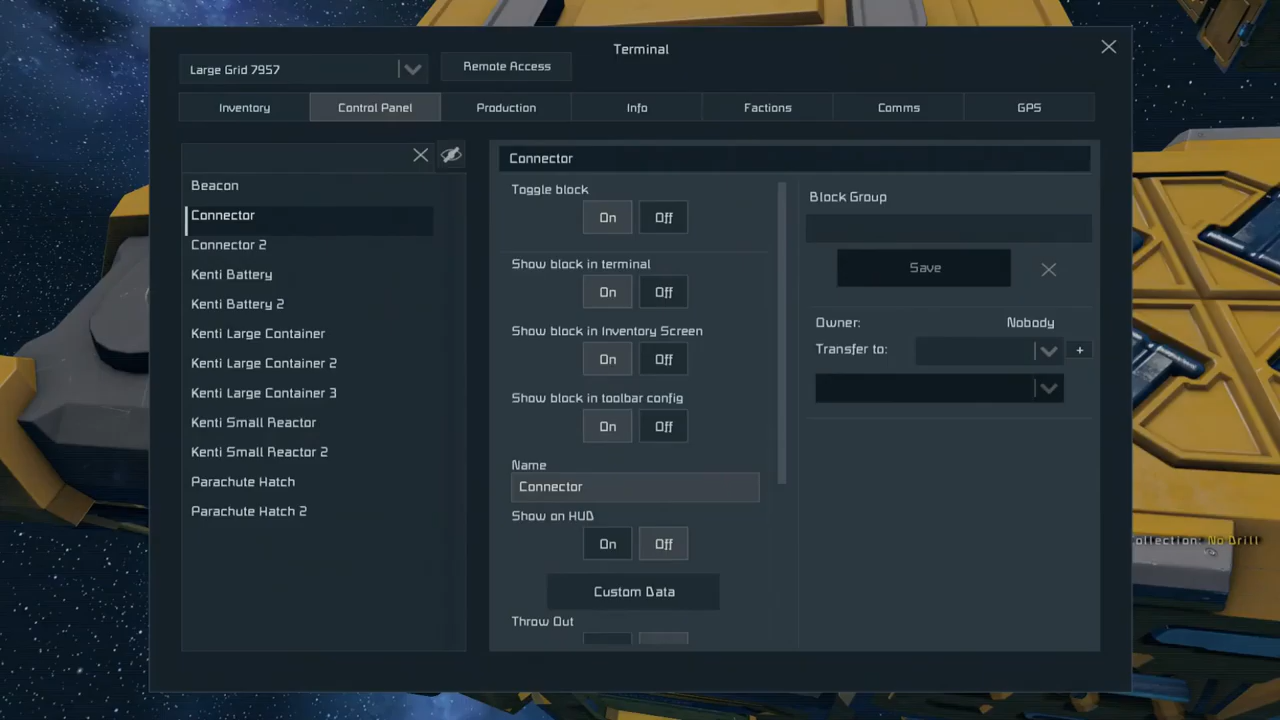 Terminal
Large Grid 7957
Remote Access
Inventory
Control Panel
Production
Info
Factions
Comms
GPS
Beacon
Connector
Connector 2
Kenti Battery
Kenti Battery 2
Kenti Large Container
Kenti Large Container 2
Kenti Large Container 3
Kenti Small Reactor
Kenti Small Reactor 2
Parachute Hatch
Parachute Hatch 2
Connector
Toggle block
On Off
Show block in terminal
On Off
Show block in Inventory Screen
On Off
Show block in toolbar config
On Off
Name
Connector
Show on HUD
On Off
Custom Data
Throw Out
Block Group
Save
Owner: Nobody
Transfer to:
+
ollection: No Drill